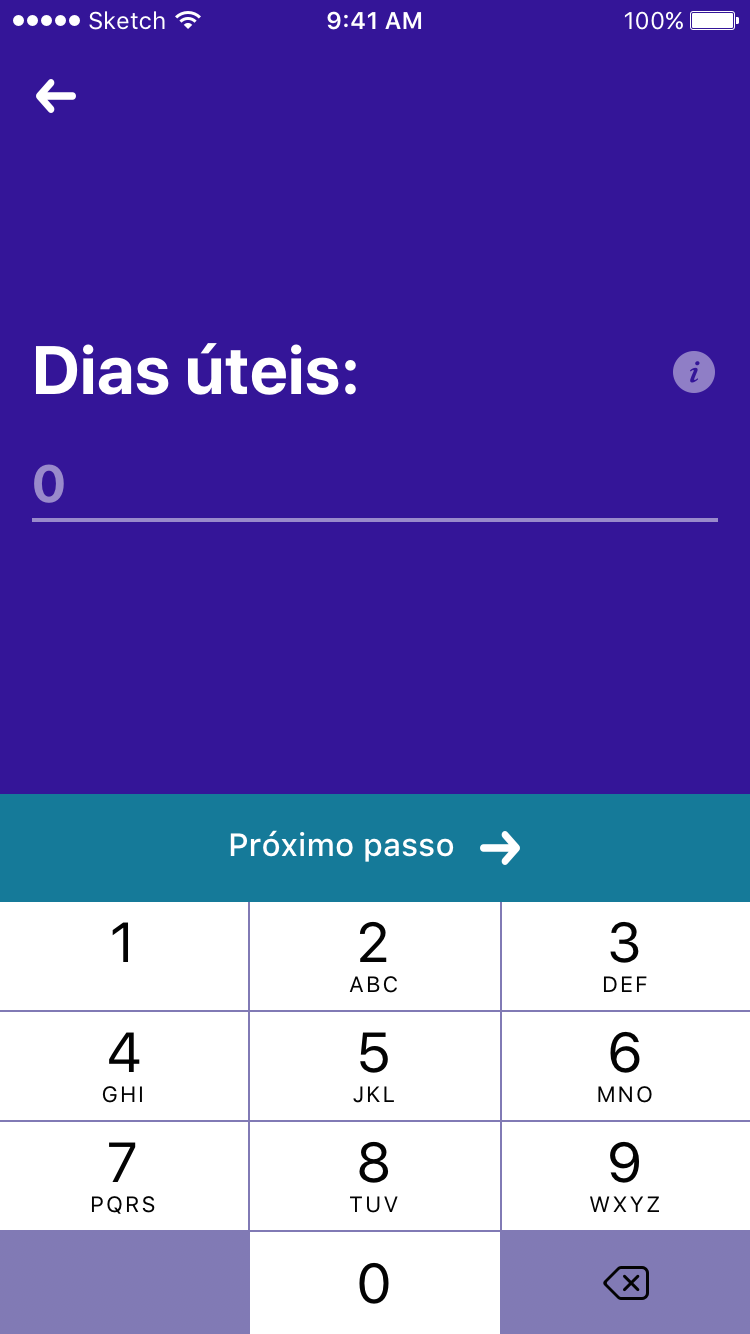 Sketch 9:41 AM 100%
Dias úteis:
i
0
Próximo passo
1 2 3
ABC DEF
4 5 6
GHI JKL MNO
7 8 9
PQRS TUV WXYZ
0